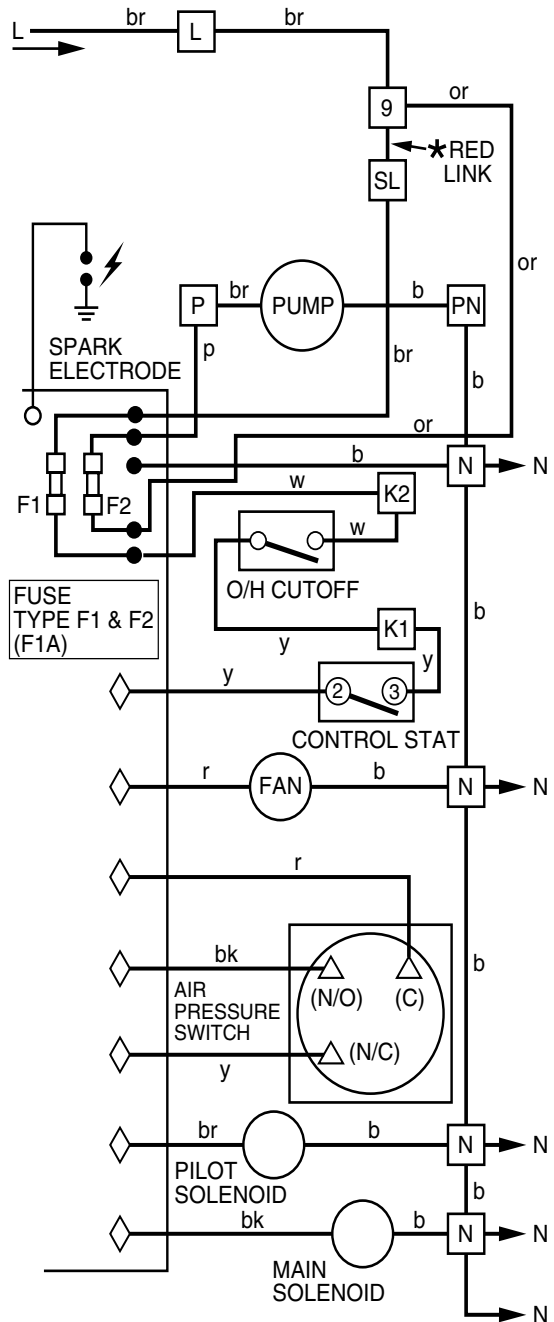 br
br
L
L
9
or
*RED
LINK
SL
or
br
b
P
PUMP
PN
p
SPARK
ELECTRODE
br
b
or
b
N
N
w
K2
F1
F2
w
O/H CUTOFF
FUSE
TYPE F1 & F2
(F1A)
b
K1
y
y
y
2
3
CONTROL STAT
r
b
FAN
N
N
r
bk
b
(N/O)
(C)
AIR
PRESSURE
SWITCH
(N/C)
y
br
b
N
N
PILOT
SOLENOID
b
bk
b
N
N
MAIN
SOLENOID
N